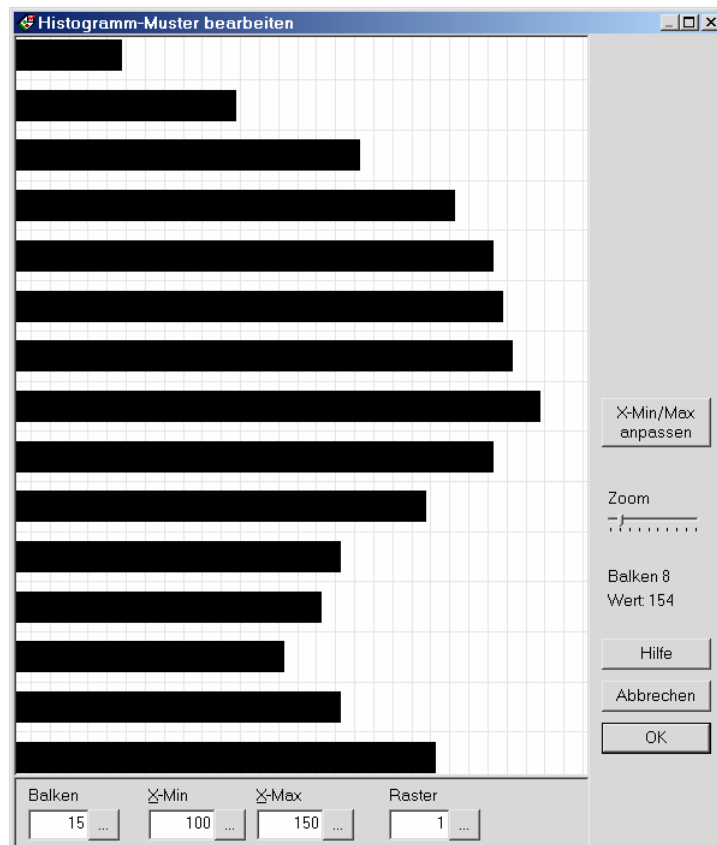 Histogramm-Muster bearbeiten
X-Min/Max
anpassen
Zoom
Balken 8
Wert: 154
Hilfe
Abbrechen
OK
Balken X-Min X-Max Raster
15 ... 100 ... 150 ... 1 ...